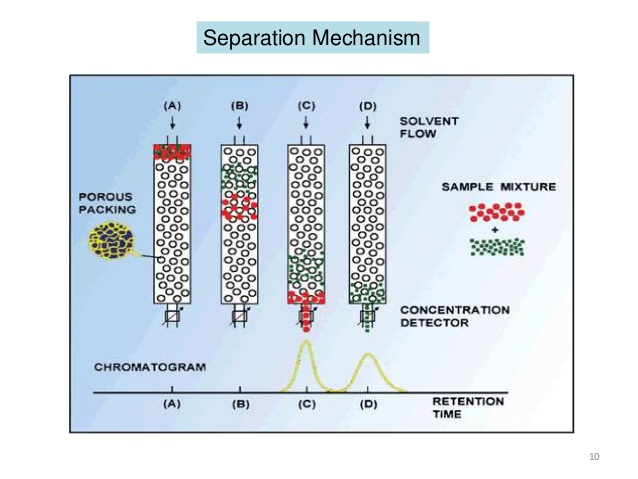 Separation Mechanism
(A) (B) (C) (D)
SOLVENT
FLOW
POROUS
PACKING
SAMPLE MIXTURE
+
CONCENTRATION
DETECTOR
CHROMATOGRAM
(A) (B) (C) (D)
RETENTION
TIME
10